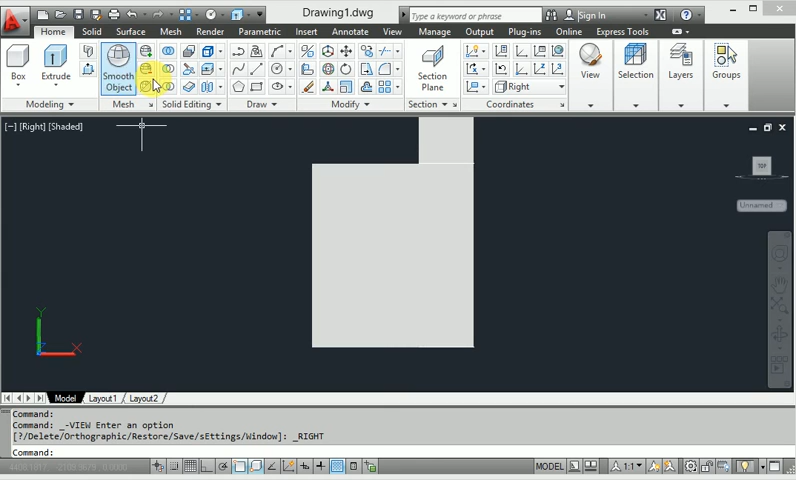 Drawing1.dwg
Type a keyword or phrase
Sign In
Home Solid Surface Mesh Render Parametric Insert Annotate View Manage Output Plug-ins Online Express Tools
Box
Extrude
Smooth Object
Section Plane
Right
View
Selection
Layers
Groups
Modeling
Mesh
Solid Editing
Draw
Modify
Section
Coordinates
[−] [Right] [Shaded]
TOP
Unnamed
Y
X
Model Layout1 Layout2
Command:
Command: _-VIEW Enter an option
[?/Delete/Orthographic/Restore/Save/sEttings/Window]: _RIGHT
Command:
MODEL
1:1